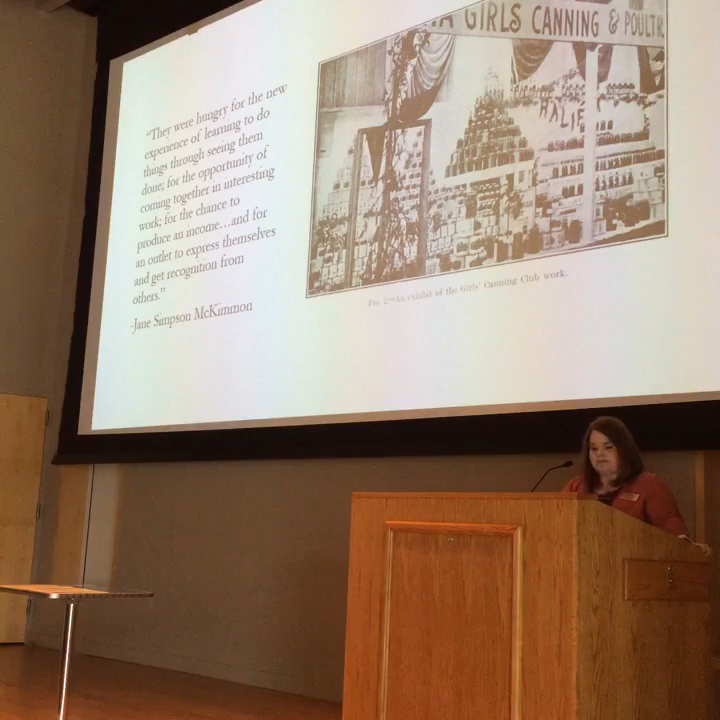 "They were hungry for the new
experience of learning to do
things through seeing them
done; for the opportunity of
coming together in interesting
work; for the chance to
produce an income…and for
an outlet to express themselves
and get recognition from
others."
-Jane Simpson McKimmon
GIRLS CANNING & POULTR
RALEI
FIG. 2—An exhibit of the Girls' Canning Club work.